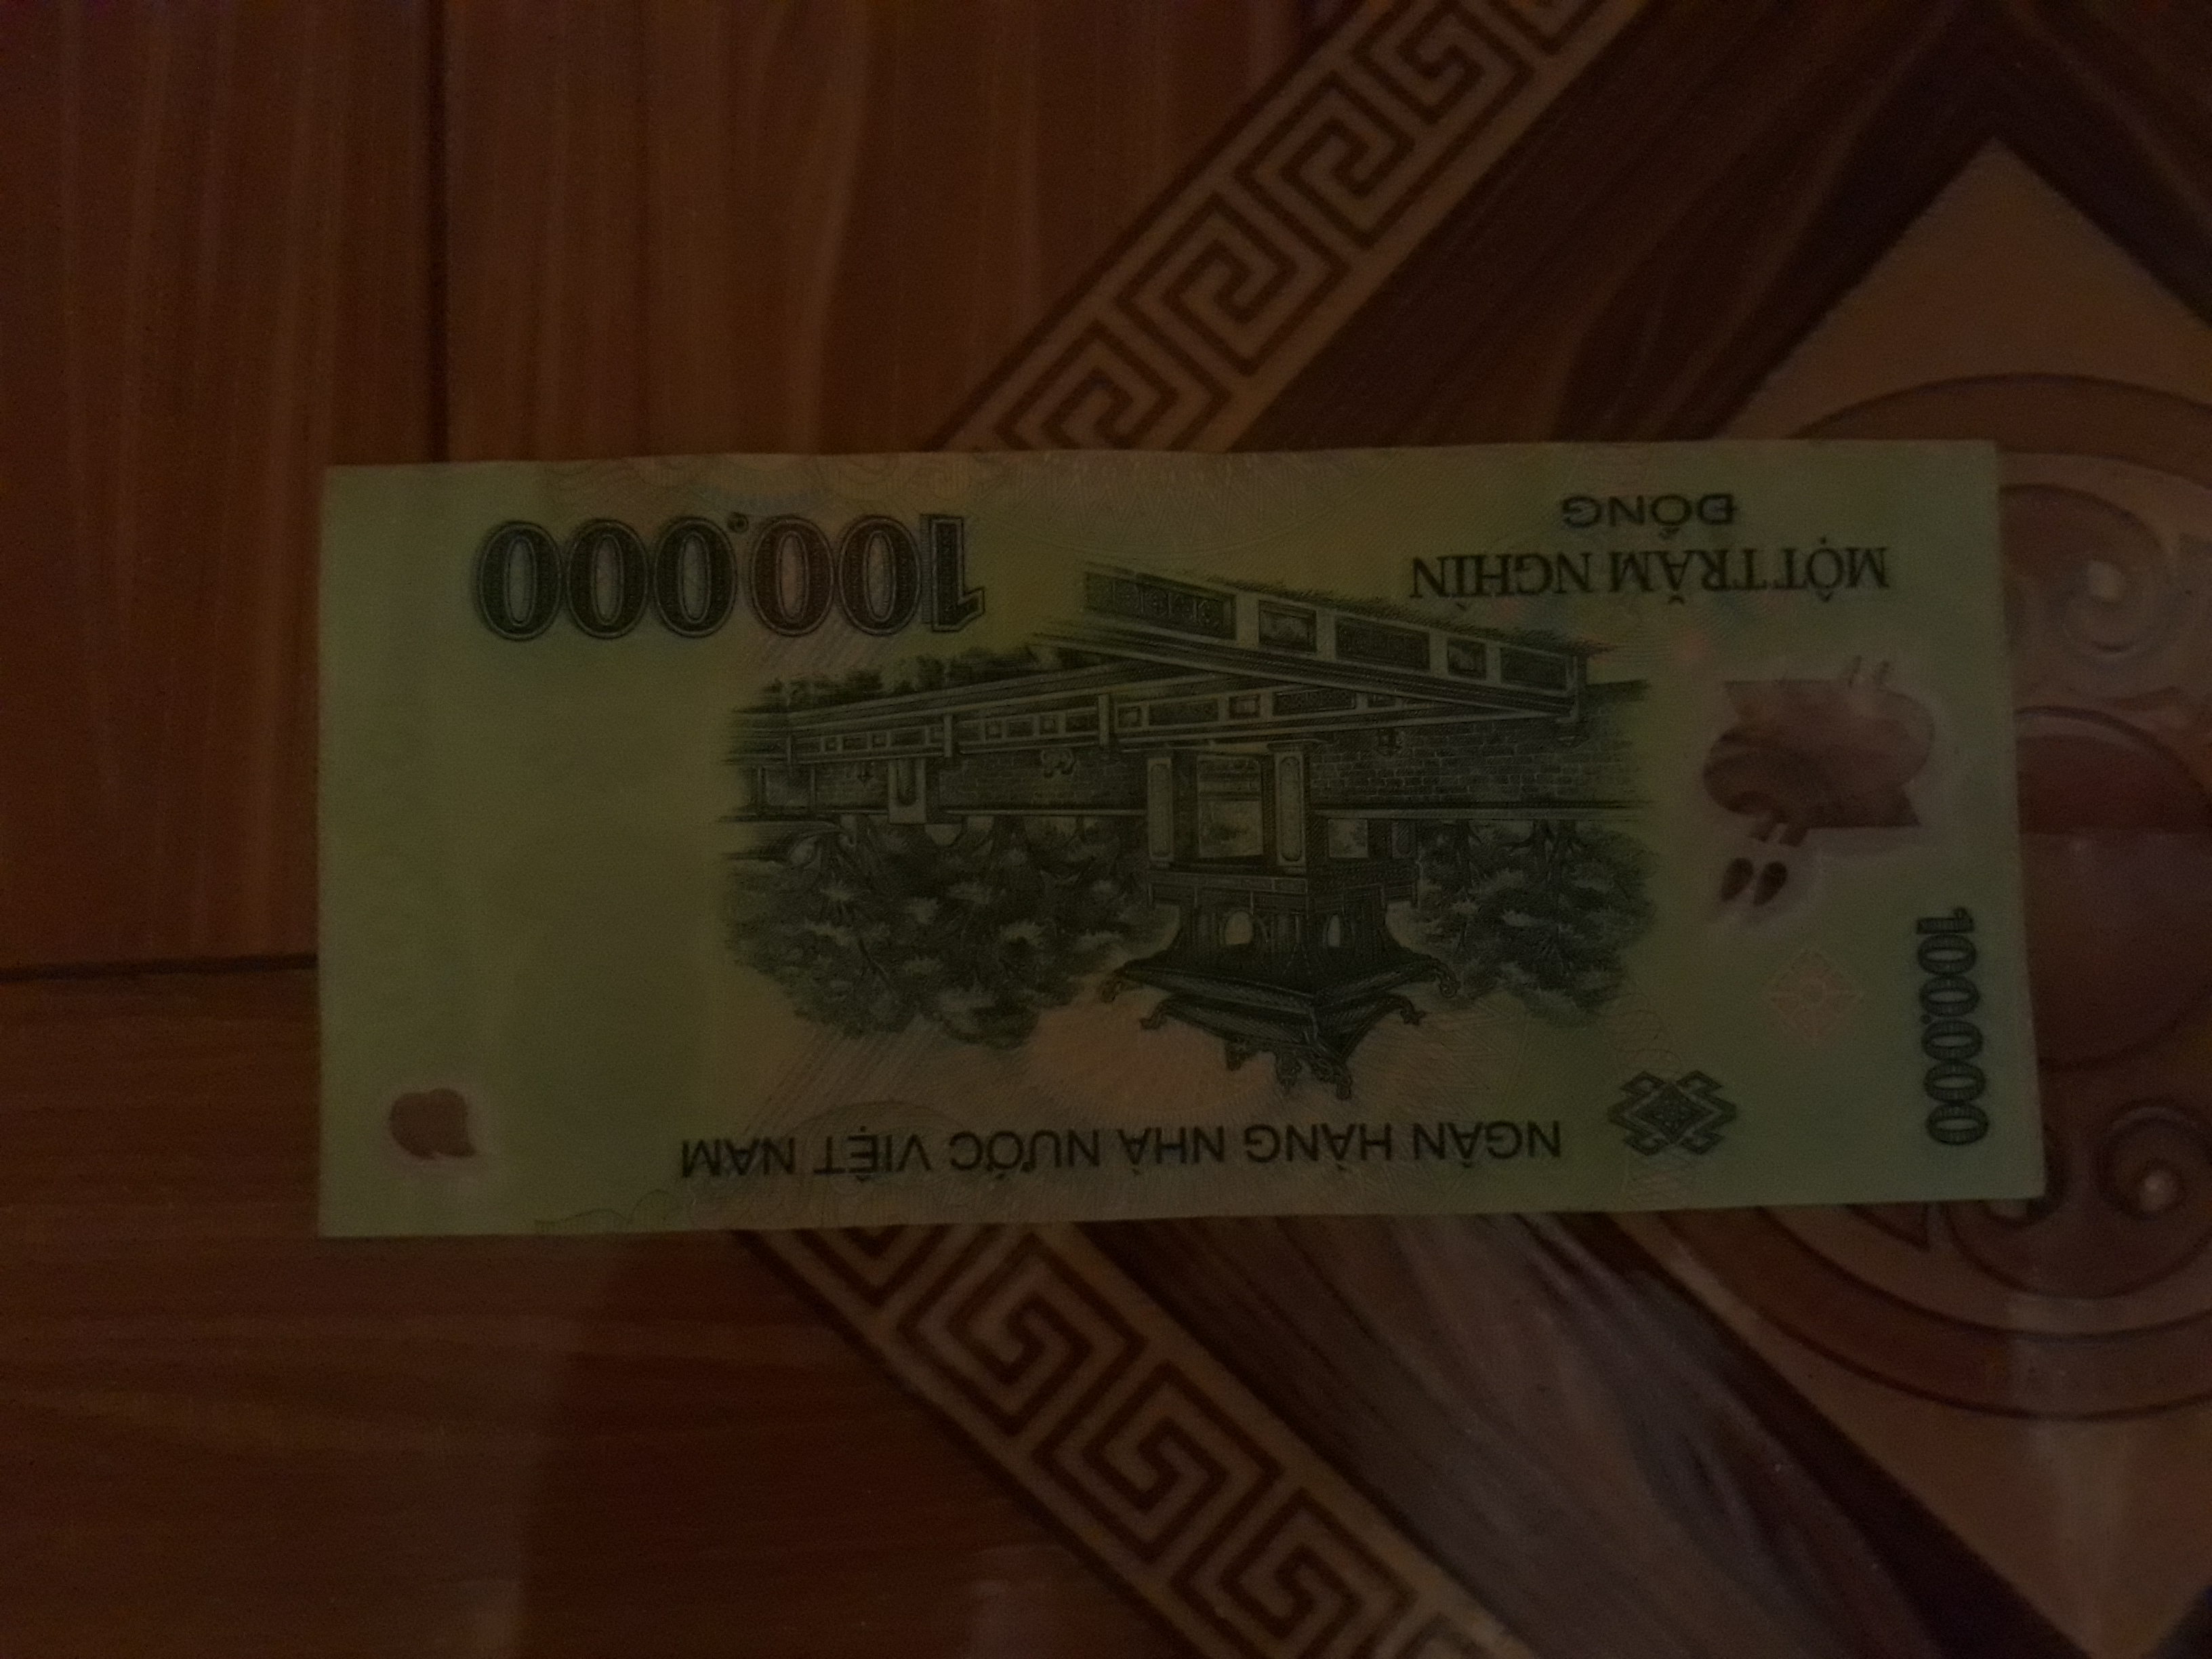 NGÂN HÀNG NHÀ NƯỚC VIỆT NAM
100.000
MỘT TRĂM NGHÌN
ĐỒNG
100.000